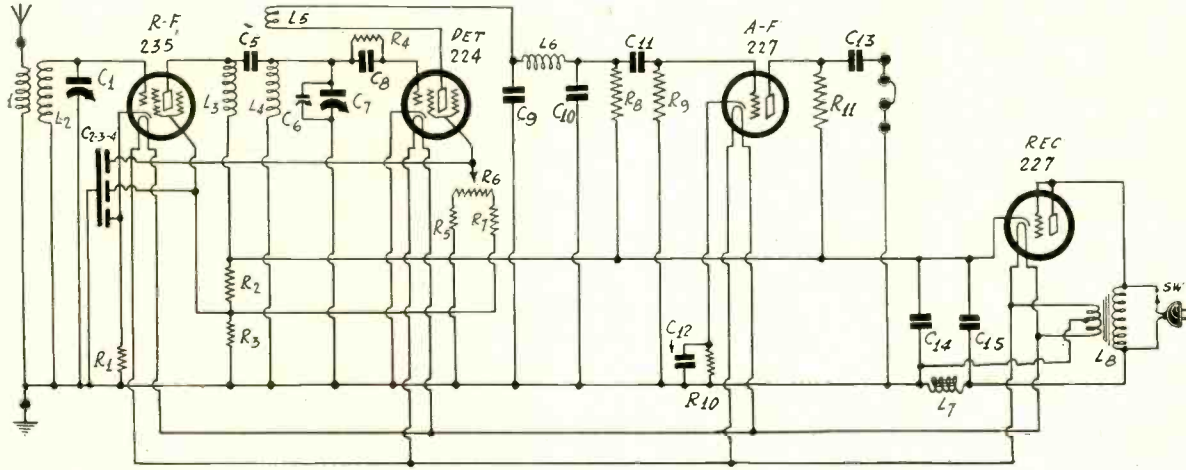 R-F
235
C5
L5
R4
DET
224
L6
C11
A-F
227
C13
1
L2
C1
L3
L4
C6
C7
C8
C9
C10
R8
R9
R11
C2-3-4
R6
R5
R7
REC
227
R2
R3
R1
C12
R10
C14
C15
L7
L8
SW